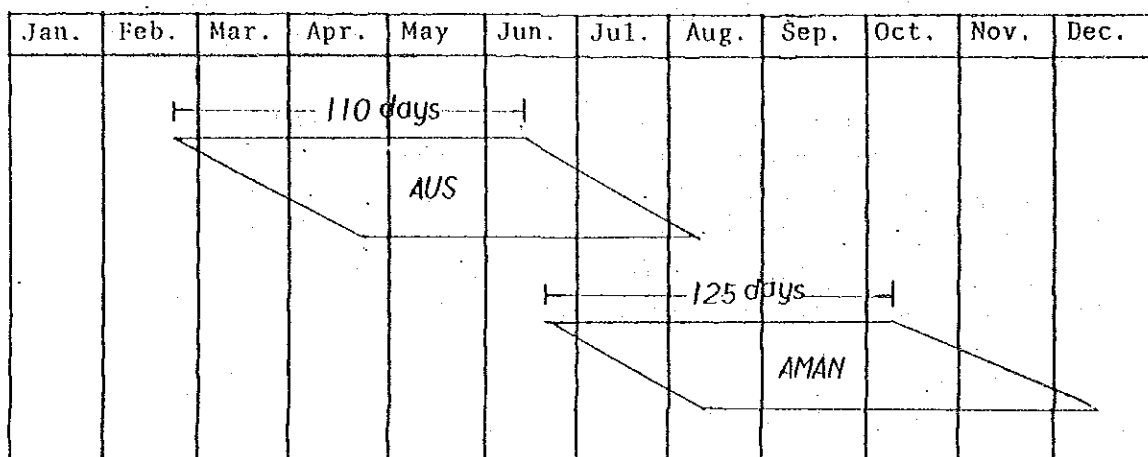 Jan. Feb. Mar. Apr. May Jun. Jul. Aug. Sep. Oct. Nov. Dec.
110 days
AUS
125 days
AMAN